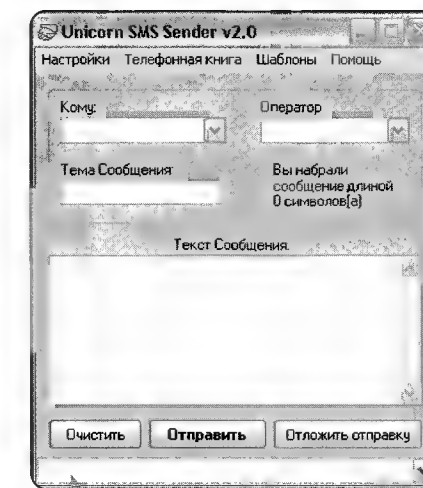 Unicorn SMS Sender v2.0
Настройки Телефонная книга Шаблоны Помощь
Кому: Оператор
Тема Сообщения
Вы набрали
сообщение длиной
0 символов(а)
Текст Сообщения:
Очистить Отправить Отложить отправку